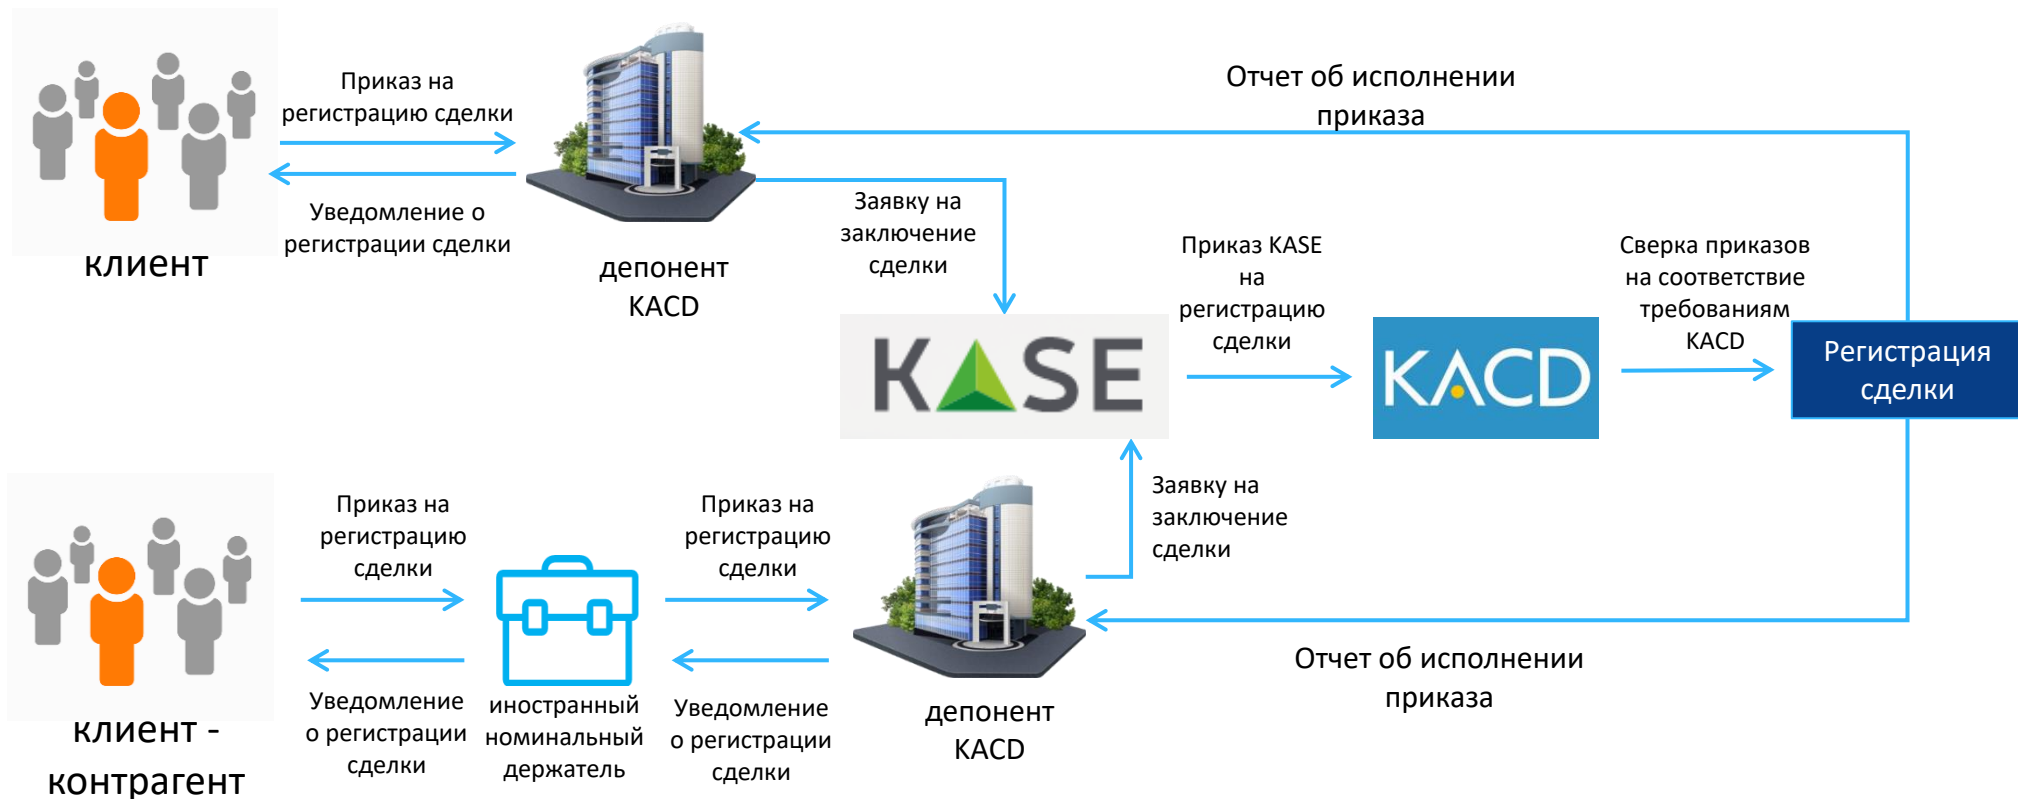 Приказ на
регистрацию сделки
Уведомление о
регистрации сделки
клиент
депонент
KACD
Отчет об исполнении
приказа
Заявку на
заключение
сделки
KASE
Приказ KASE
на
регистрацию
сделки
KACD
Сверка приказов
на соответствие
требованиям
KACD
Регистрация
сделки
Приказ на
регистрацию
сделки
Уведомление
о регистрации
сделки
клиент -
контрагент
иностранный
номинальный
держатель
Приказ на
регистрацию
сделки
Уведомление
о регистрации
сделки
депонент
KACD
Заявку на
заключение
сделки
Отчет об исполнении
приказа